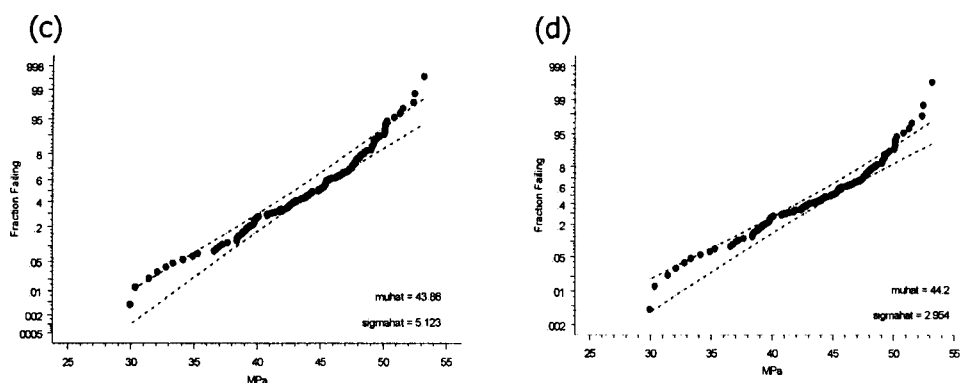 (c)
998
99
95
8
6
4
2
05
01
002
0005
Fraction Failing
25 30 35 40 45 50 55
MPa
muhat = 43.86
sigmahat = 5.123
(d)
998
99
95
8
6
4
2
05
01
002
Fraction Failing
25 30 35 40 45 50 55
MPa
muhat = 44.2
sigmahat = 2.954